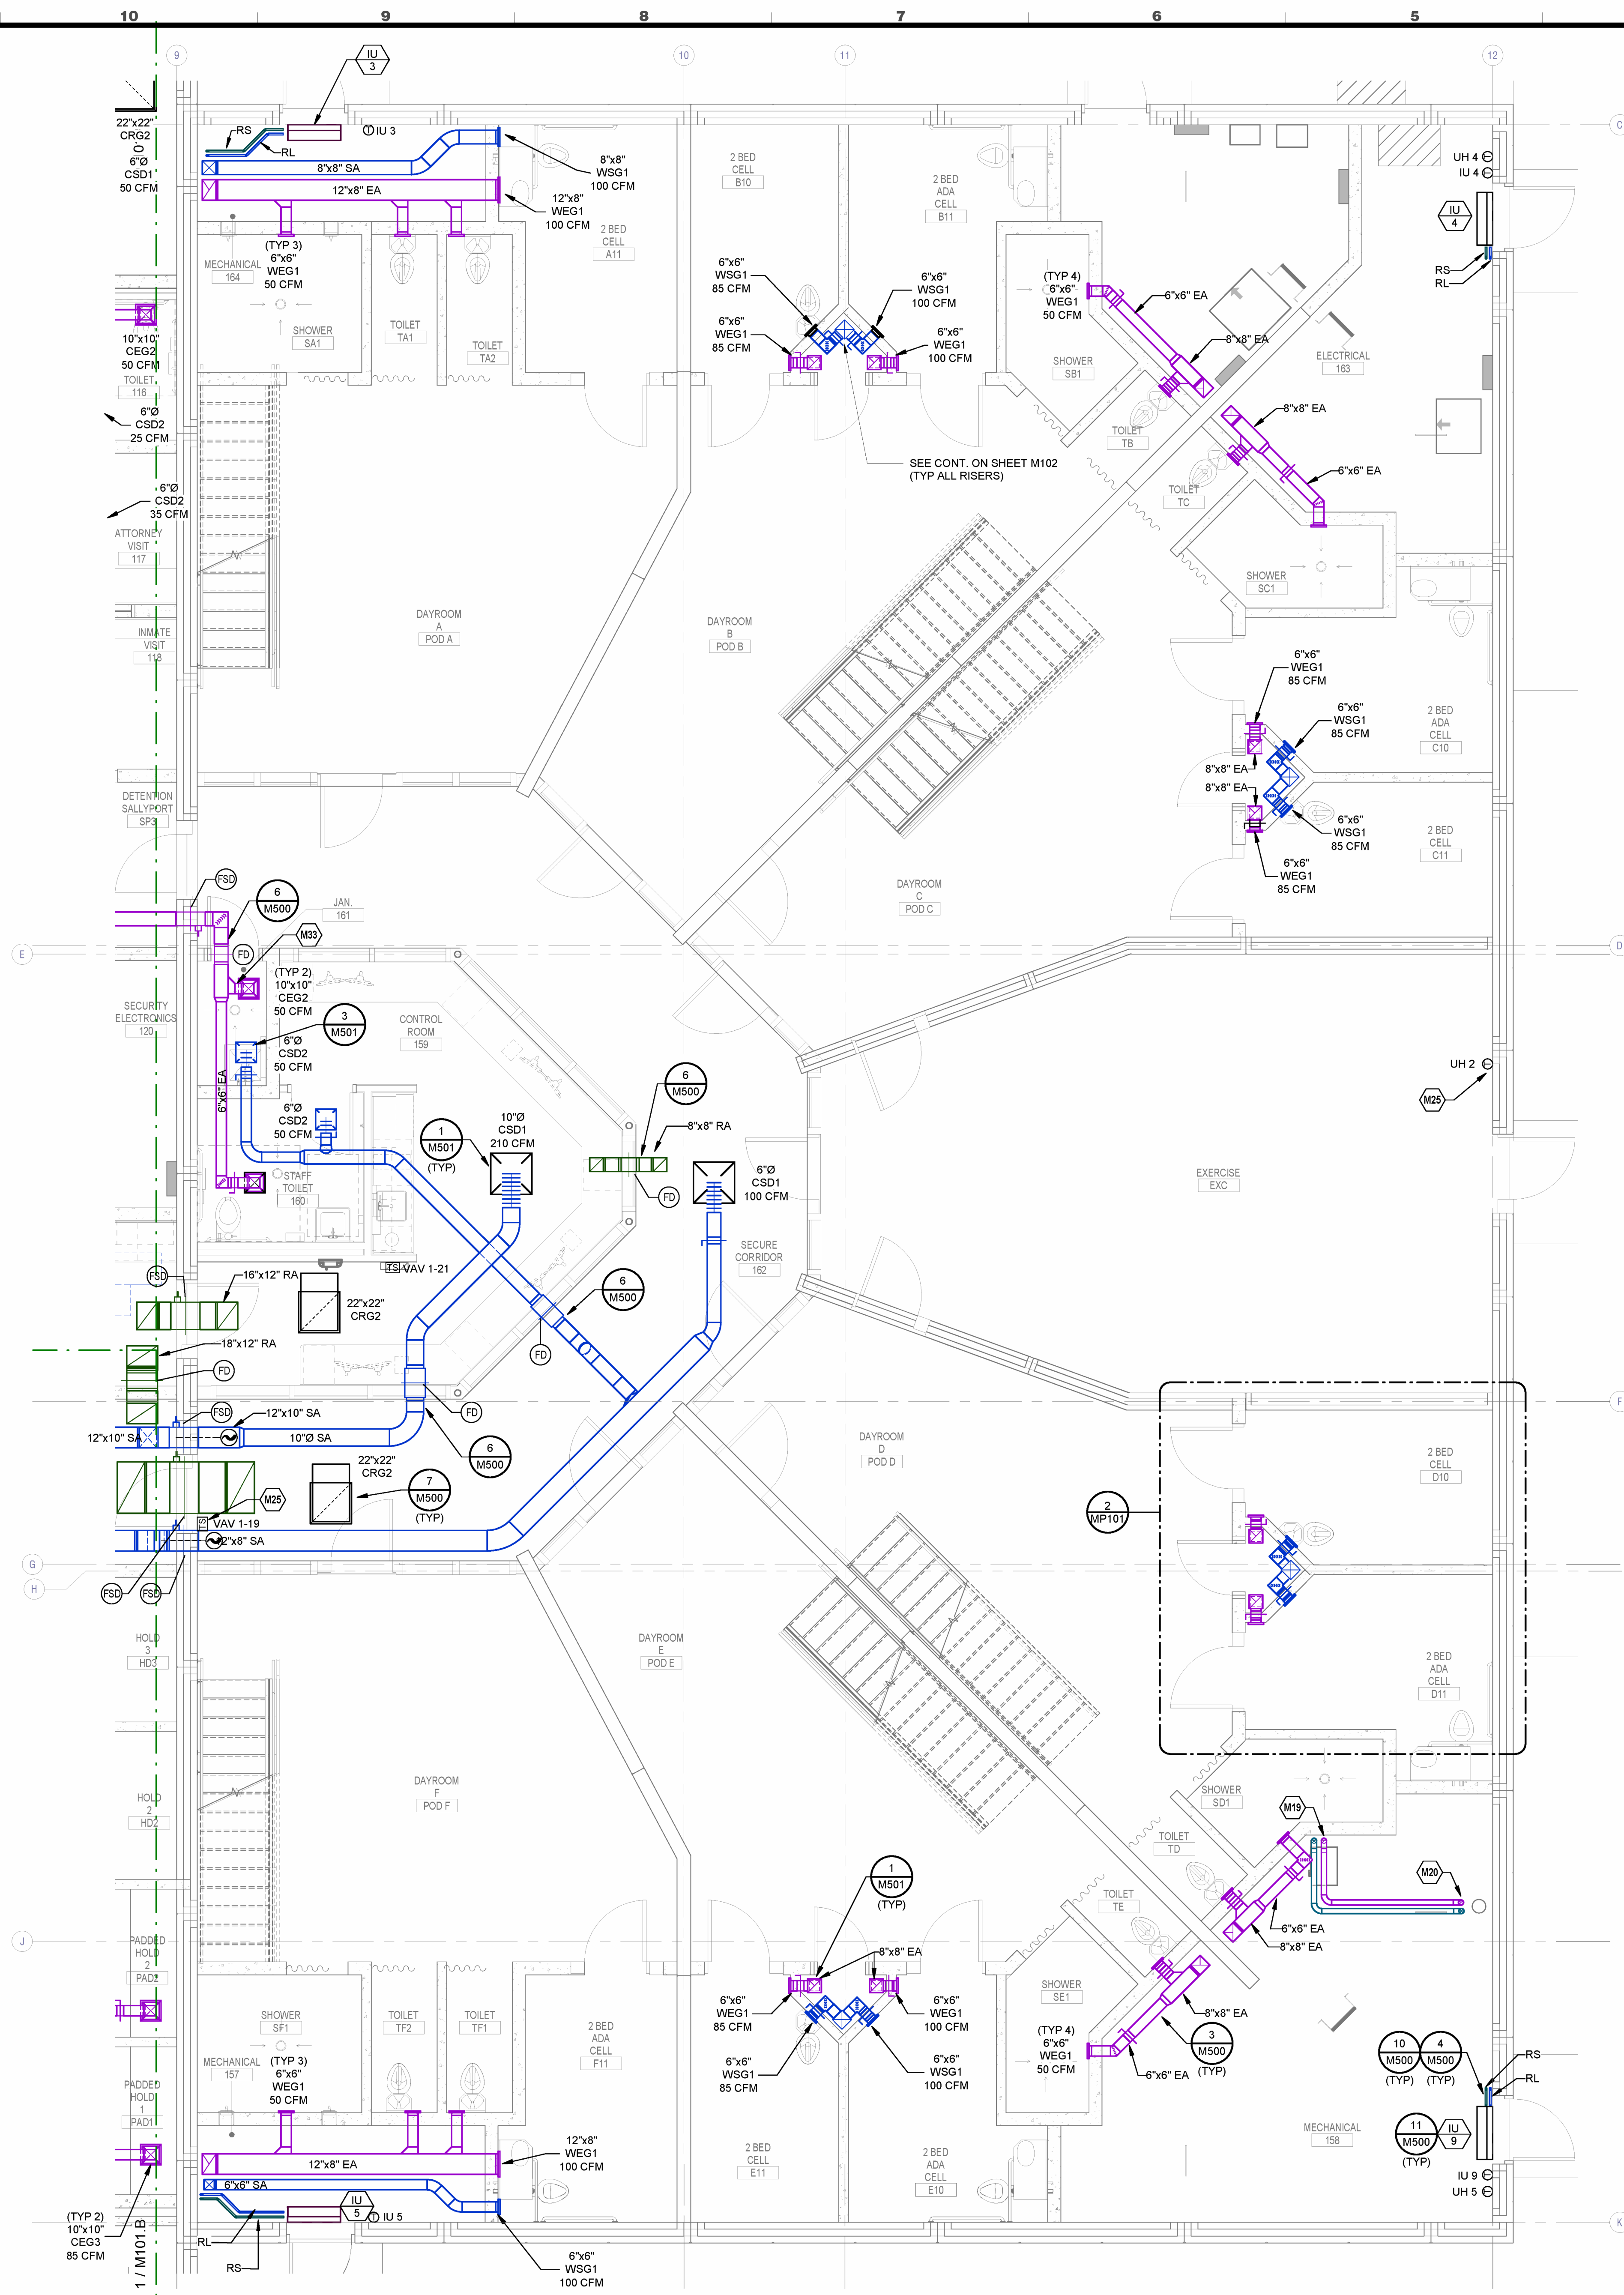 10 9 8 7 6 5
9 10 11 12
IU
3
22"x22"
CRG2
6"Ø
CSD1
50 CFM
RS
RL
IU 3
8"x8" SA
12"x8" EA
8"x8"
WSG1
100 CFM
12"x8"
WEG1
100 CFM
2 BED
CELL
A11
2 BED
CELL
B10
2 BED
ADA
CELL
B11
C
UH 4
IU 4
IU
4
RS
RL
MECHANICAL
164
(TYP 3)
6"x6"
WEG1
50 CFM
SHOWER
SA1
TOILET
TA1
TOILET
TA2
10"x10"
CEG2
50 CFM
TOILET
116
6"Ø
CSD2
25 CFM
6"Ø
CSD2
35 CFM
ATTORNEY
VISIT
117
INMATE
VISIT
118
6"x6"
WSG1
85 CFM
6"x6"
WEG1
85 CFM
6"x6"
WSG1
100 CFM
6"x6"
WEG1
100 CFM
(TYP 4)
6"x6"
WEG1
50 CFM
6"x6" EA
8"x8" EA
SHOWER
SB1
ELECTRICAL
163
8"x8" EA
TOILET
TB
6"x6" EA
SEE CONT. ON SHEET M102
(TYP ALL RISERS)
TOILET
TC
SHOWER
SC1
DAYROOM
A
POD A
DAYROOM
B
POD B
6"x6"
WEG1
85 CFM
6"x6"
WSG1
85 CFM
2 BED
ADA
CELL
C10
8"x8" EA
8"x8" EA
6"x6"
WSG1
85 CFM
2 BED
CELL
C11
6"x6"
WEG1
85 CFM
DETENTION
SALLYPORT
SP3
FSD
6
M500
JAN.
161
M33
DAYROOM
C
POD C
E
D
FD
(TYP 2)
10"x10"
CEG2
50 CFM
SECURITY
ELECTRONICS
120
CONTROL
ROOM
159
3
M501
6"Ø
CSD2
50 CFM
6"x6" EA
6"Ø
CSD2
50 CFM
1
M501
(TYP)
10"Ø
CSD1
210 CFM
6
M500
8"x8" RA
FD
6"Ø
CSD1
100 CFM
UH 2
M25
EXERCISE
EXC
STAFF
TOILET
160
SECURE
CORRIDOR
162
TS VAV 1-21
FSD
16"x12" RA
22"x22"
CRG2
6
M500
FD
18"x12" RA
FD
FSD
12"x10" SA
12"x10" SA
10"Ø SA
FD
6
M500
F
22"x22"
CRG2
7
M500
(TYP)
M25
TS
VAV 1-19
12"x8" SA
DAYROOM
D
POD D
2 BED
CELL
D10
2
MP101
G
H
FSD
FSD
HOLD
3
HD3
DAYROOM
E
POD E
2 BED
ADA
CELL
D11
HOLD
2
HD2
DAYROOM
F
POD F
SHOWER
SD1
M19
TOILET
TD
M20
1
M501
(TYP)
TOILET
TE
6"x6" EA
8"x8" EA
J
PADDED
HOLD
2
PAD2
8"x8" EA
6"x6"
WEG1
85 CFM
6"x6"
WEG1
100 CFM
SHOWER
SE1
8"x8" EA
SHOWER
SF1
TOILET
TF2
TOILET
TF1
2 BED
ADA
CELL
F11
(TYP 4)
6"x6"
WEG1
50 CFM
3
M500
(TYP)
6"x6" EA
10
M500
(TYP)
4
M500
(TYP)
RS
RL
MECHANICAL
157
(TYP 3)
6"x6"
WEG1
50 CFM
6"x6"
WSG1
85 CFM
6"x6"
WSG1
100 CFM
PADDED
HOLD
1
PAD1
11
M500
(TYP)
IU
9
MECHANICAL
158
12"x8" EA
12"x8"
WEG1
100 CFM
2 BED
CELL
E11
2 BED
ADA
CELL
E10
6"x6" SA
IU
5
IU 5
IU 9
UH 5
K
(TYP 2)
10"x10"
CEG3
85 CFM
RL
RS
6"x6"
WSG1
100 CFM
1 / M101.B